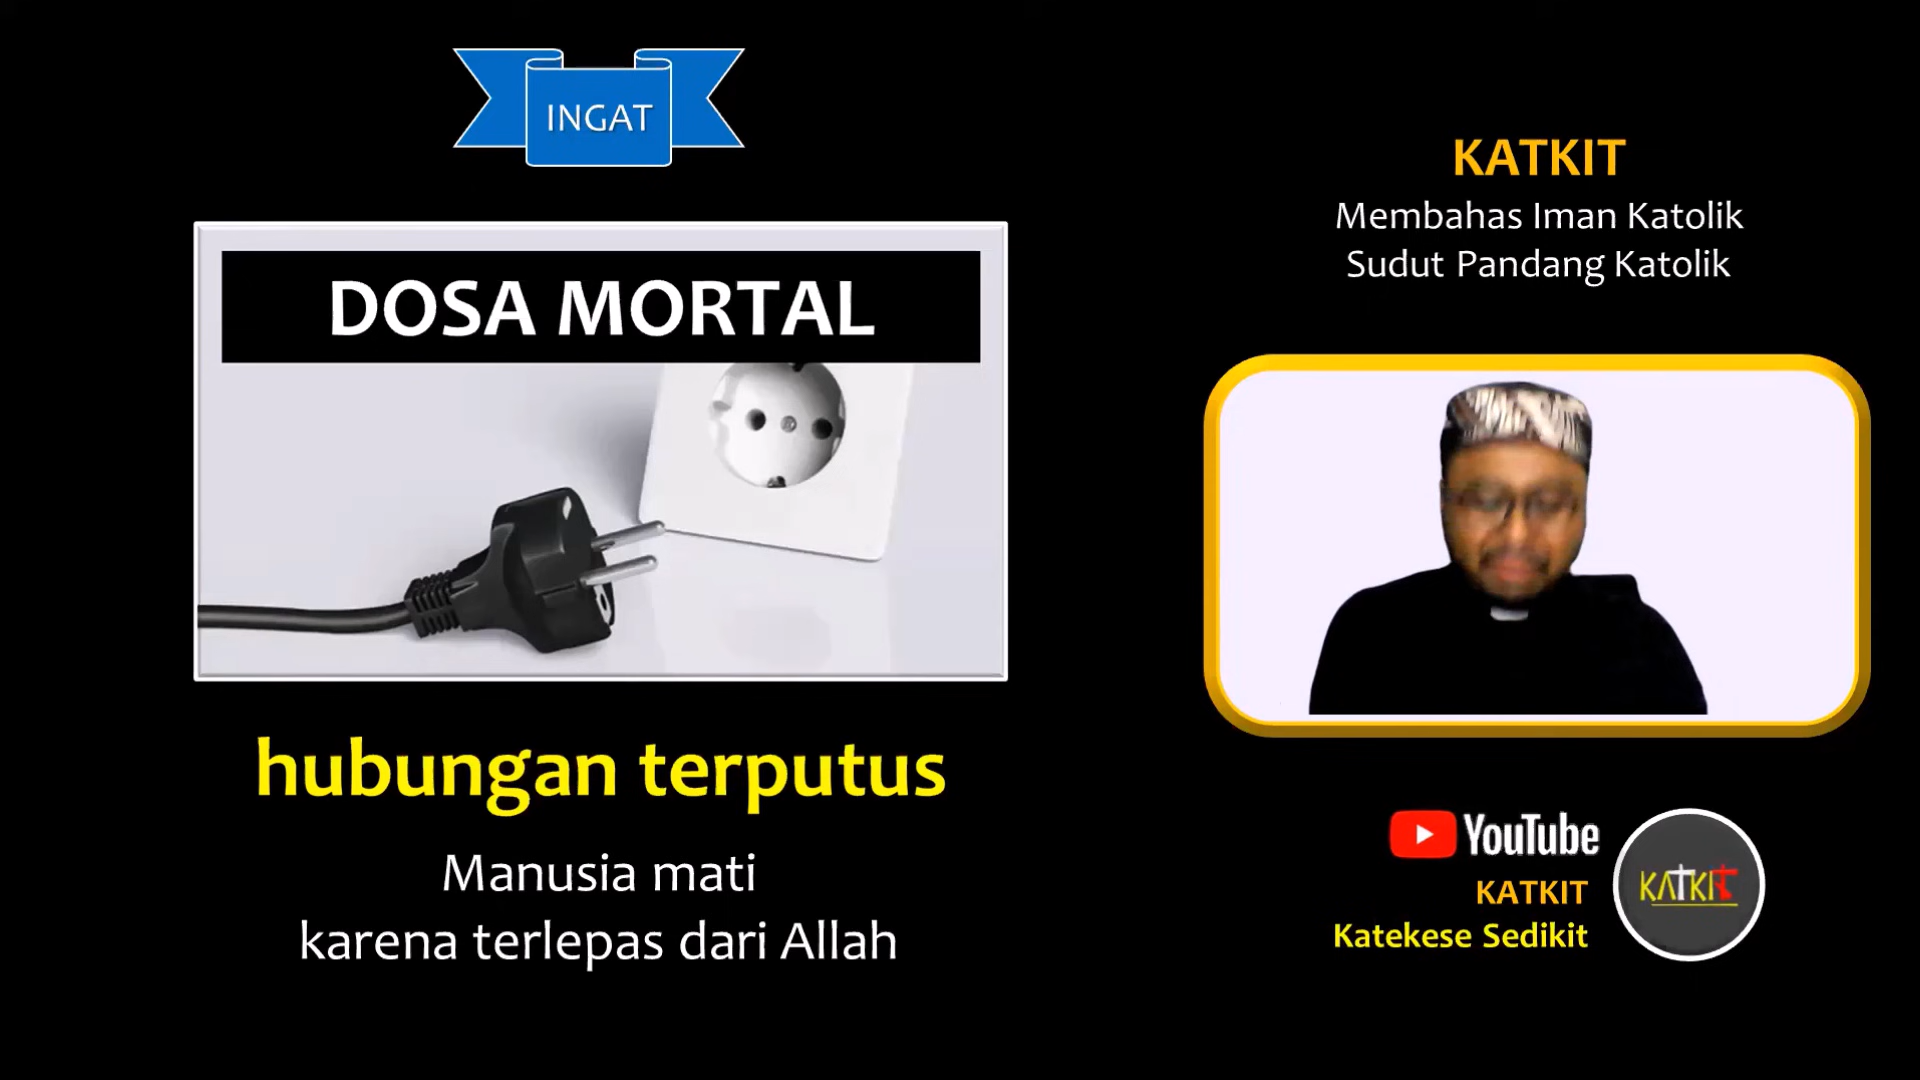 INGAT
DOSA MORTAL
hubungan terputus
Manusia mati
karena terlepas dari Allah
KATKIT
Membahas Iman Katolik
Sudut Pandang Katolik
YouTube
KATKIT
Katekese Sedikit
KATKIT